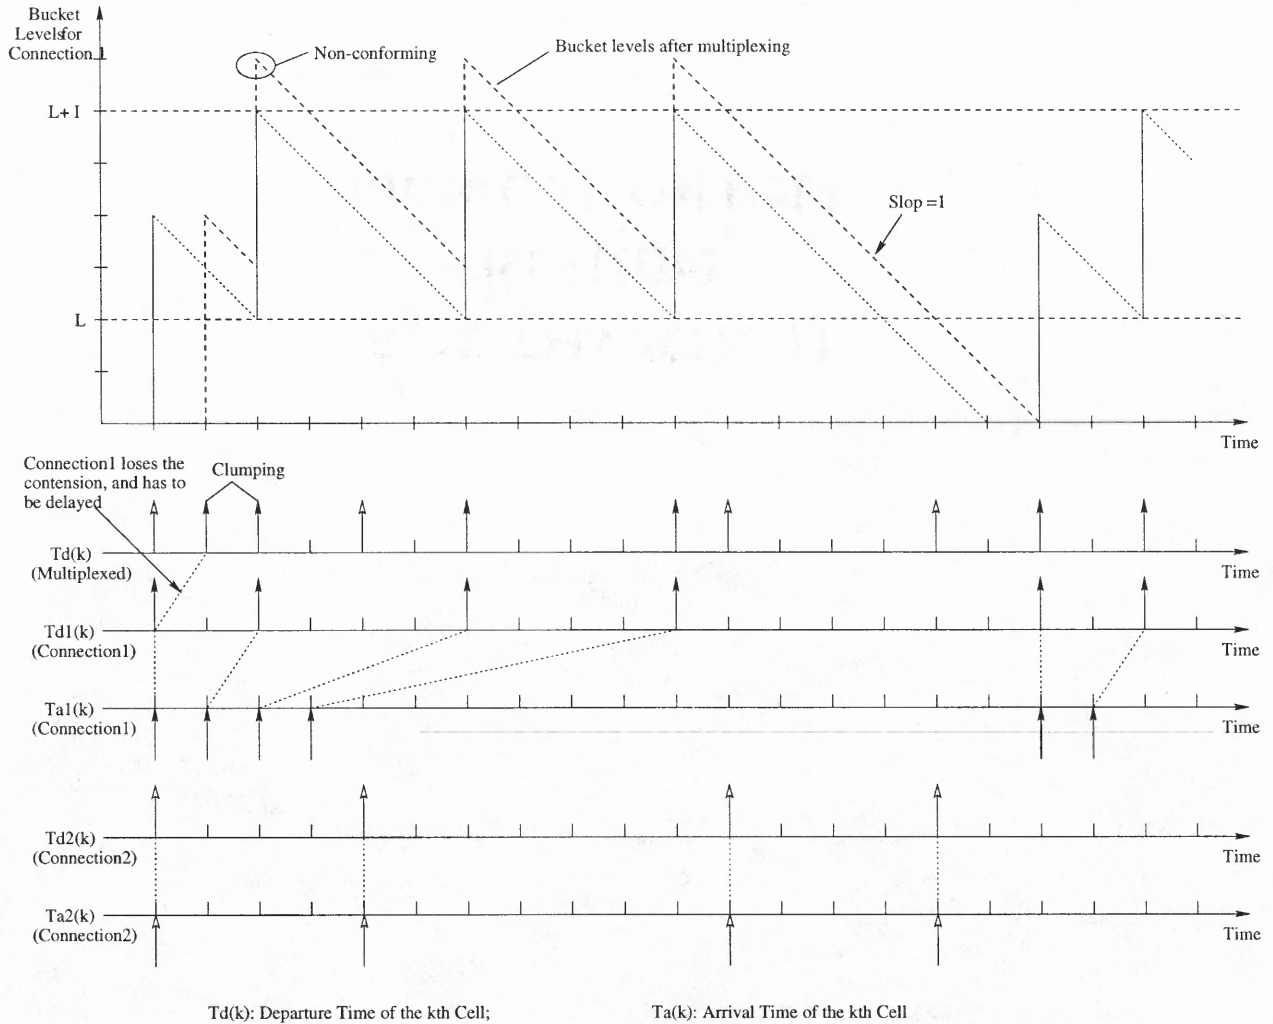 Bucket
Levelsfor
Connection 1
Non-conforming
Bucket levels after multiplexing
L+ I
Slop =1
L
Time
Connection1 loses the
contension, and has to
be delayed
Clumping
Td(k)
(Multiplexed)
Time
Td1(k)
(Connection1)
Time
Ta1(k)
(Connection1)
Time
Td2(k)
(Connection2)
Time
Ta2(k)
(Connection2)
Time
Td(k): Departure Time of the kth Cell;
Ta(k): Arrival Time of the kth Cell